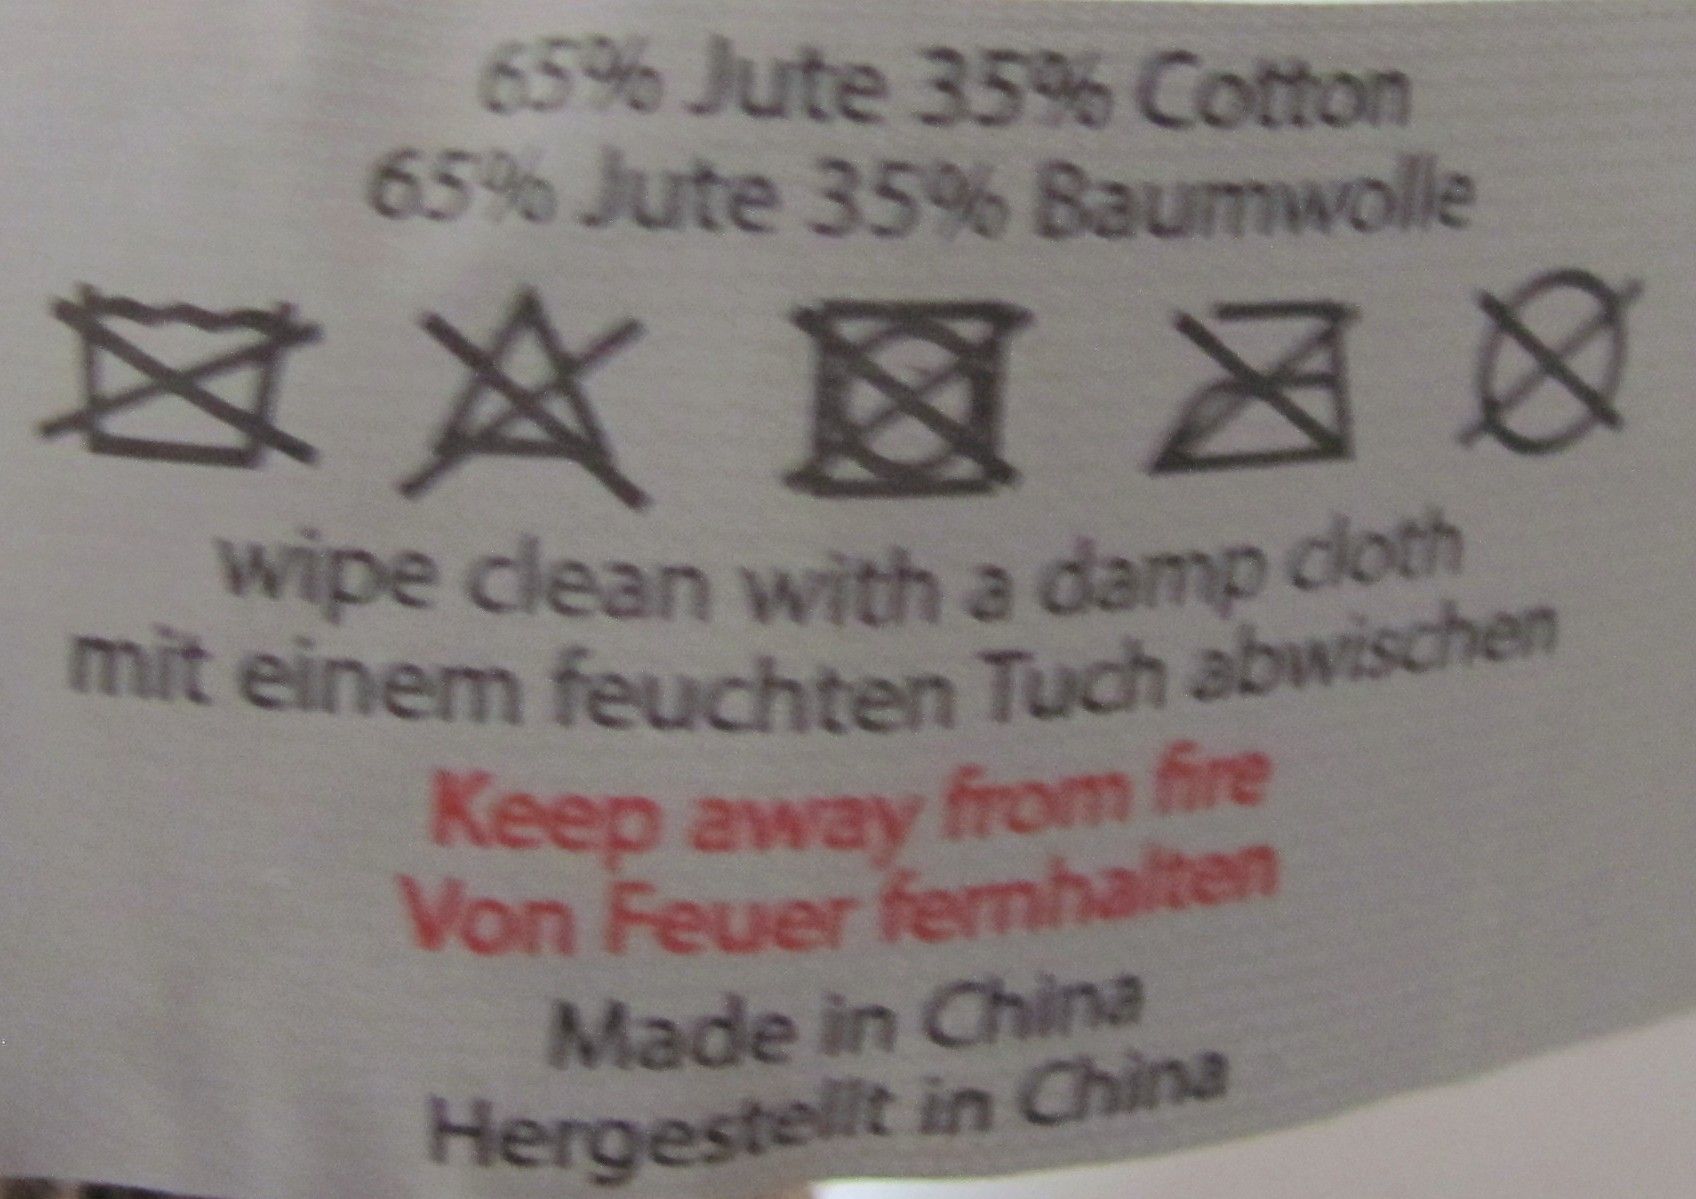 65% Jute 35% Cotton
65% Jute 35% Baumwolle
wipe clean with a damp cloth
mit einem feuchten Tuch abwischen
Keep away from fire
Von Feuer fernhalten
Made in China
Hergestellt in China